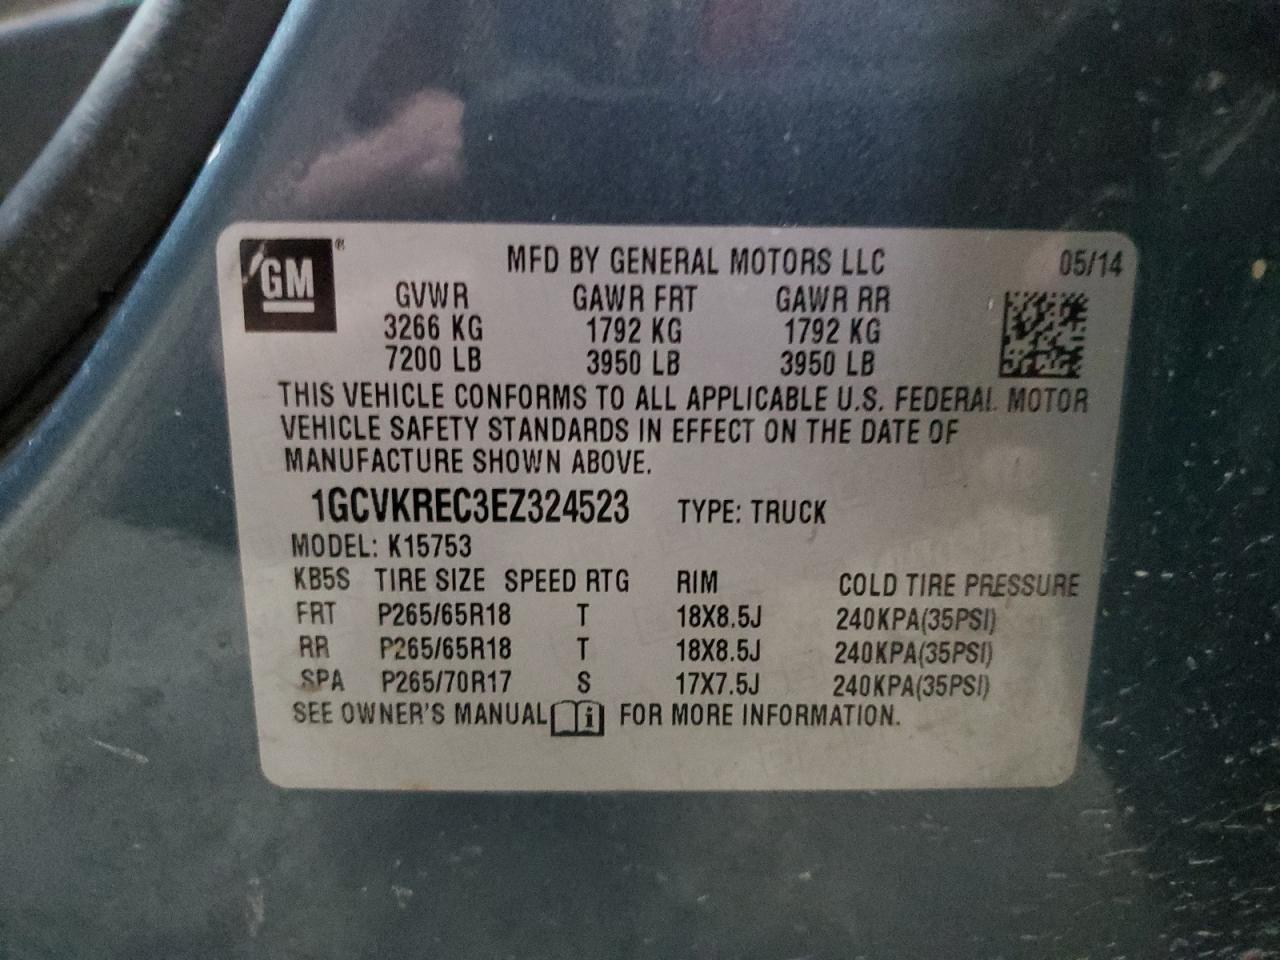 GM ®
MFD BY GENERAL MOTORS LLC 05/14
GVWR GAWR FRT GAWR RR
3266 KG 1792 KG 1792 KG
7200 LB 3950 LB 3950 LB
THIS VEHICLE CONFORMS TO ALL APPLICABLE U.S. FEDERAL MOTOR
VEHICLE SAFETY STANDARDS IN EFFECT ON THE DATE OF
MANUFACTURE SHOWN ABOVE.
1GCVKREC3EZ324523 TYPE: TRUCK
MODEL: K15753
KB5S TIRE SIZE SPEED RTG RIM COLD TIRE PRESSURE
FRT P265/65R18 T 18X8.5J 240KPA(35PSI)
RR P265/65R18 T 18X8.5J 240KPA(35PSI)
SPA P265/70R17 S 17X7.5J 240KPA(35PSI)
SEE OWNER'S MANUAL i FOR MORE INFORMATION.